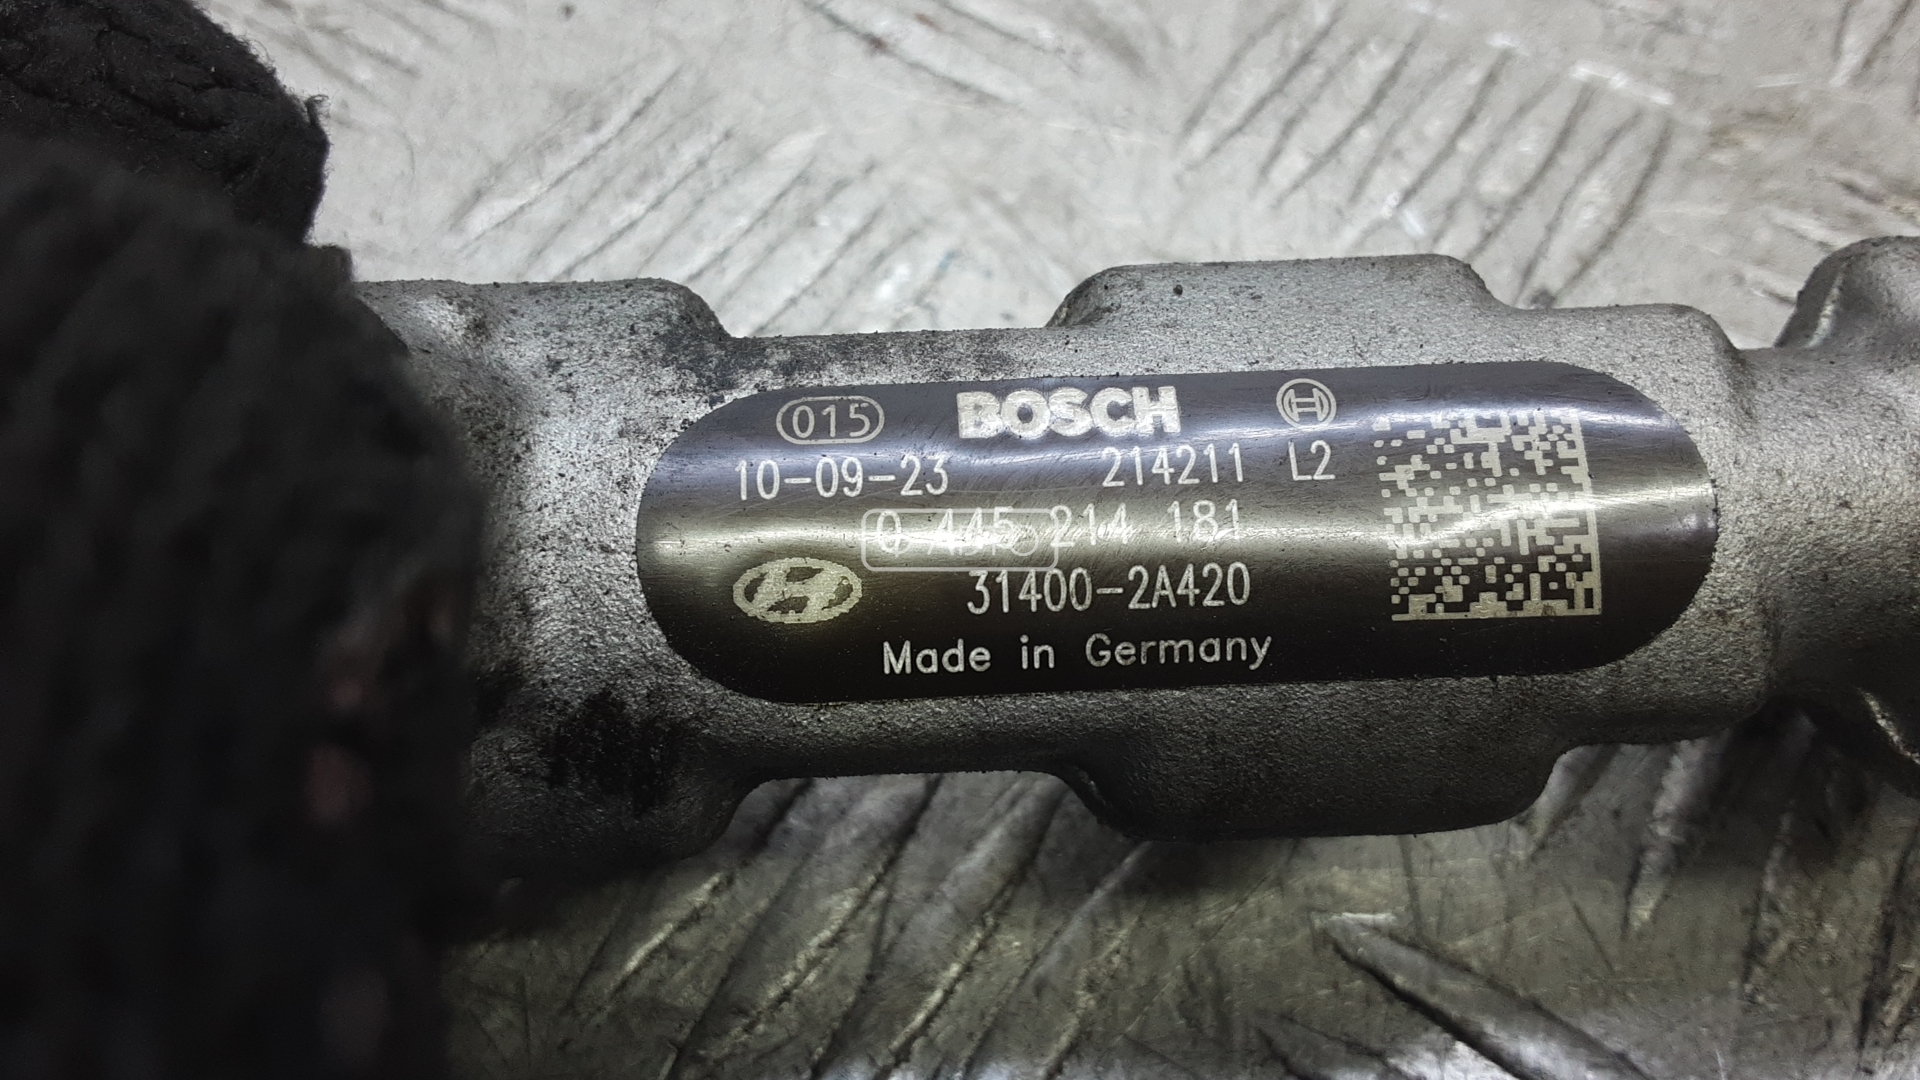 015 BOSCH
10-09-23 214211 L2
0 445 214 181
31400-2A420
Made in Germany